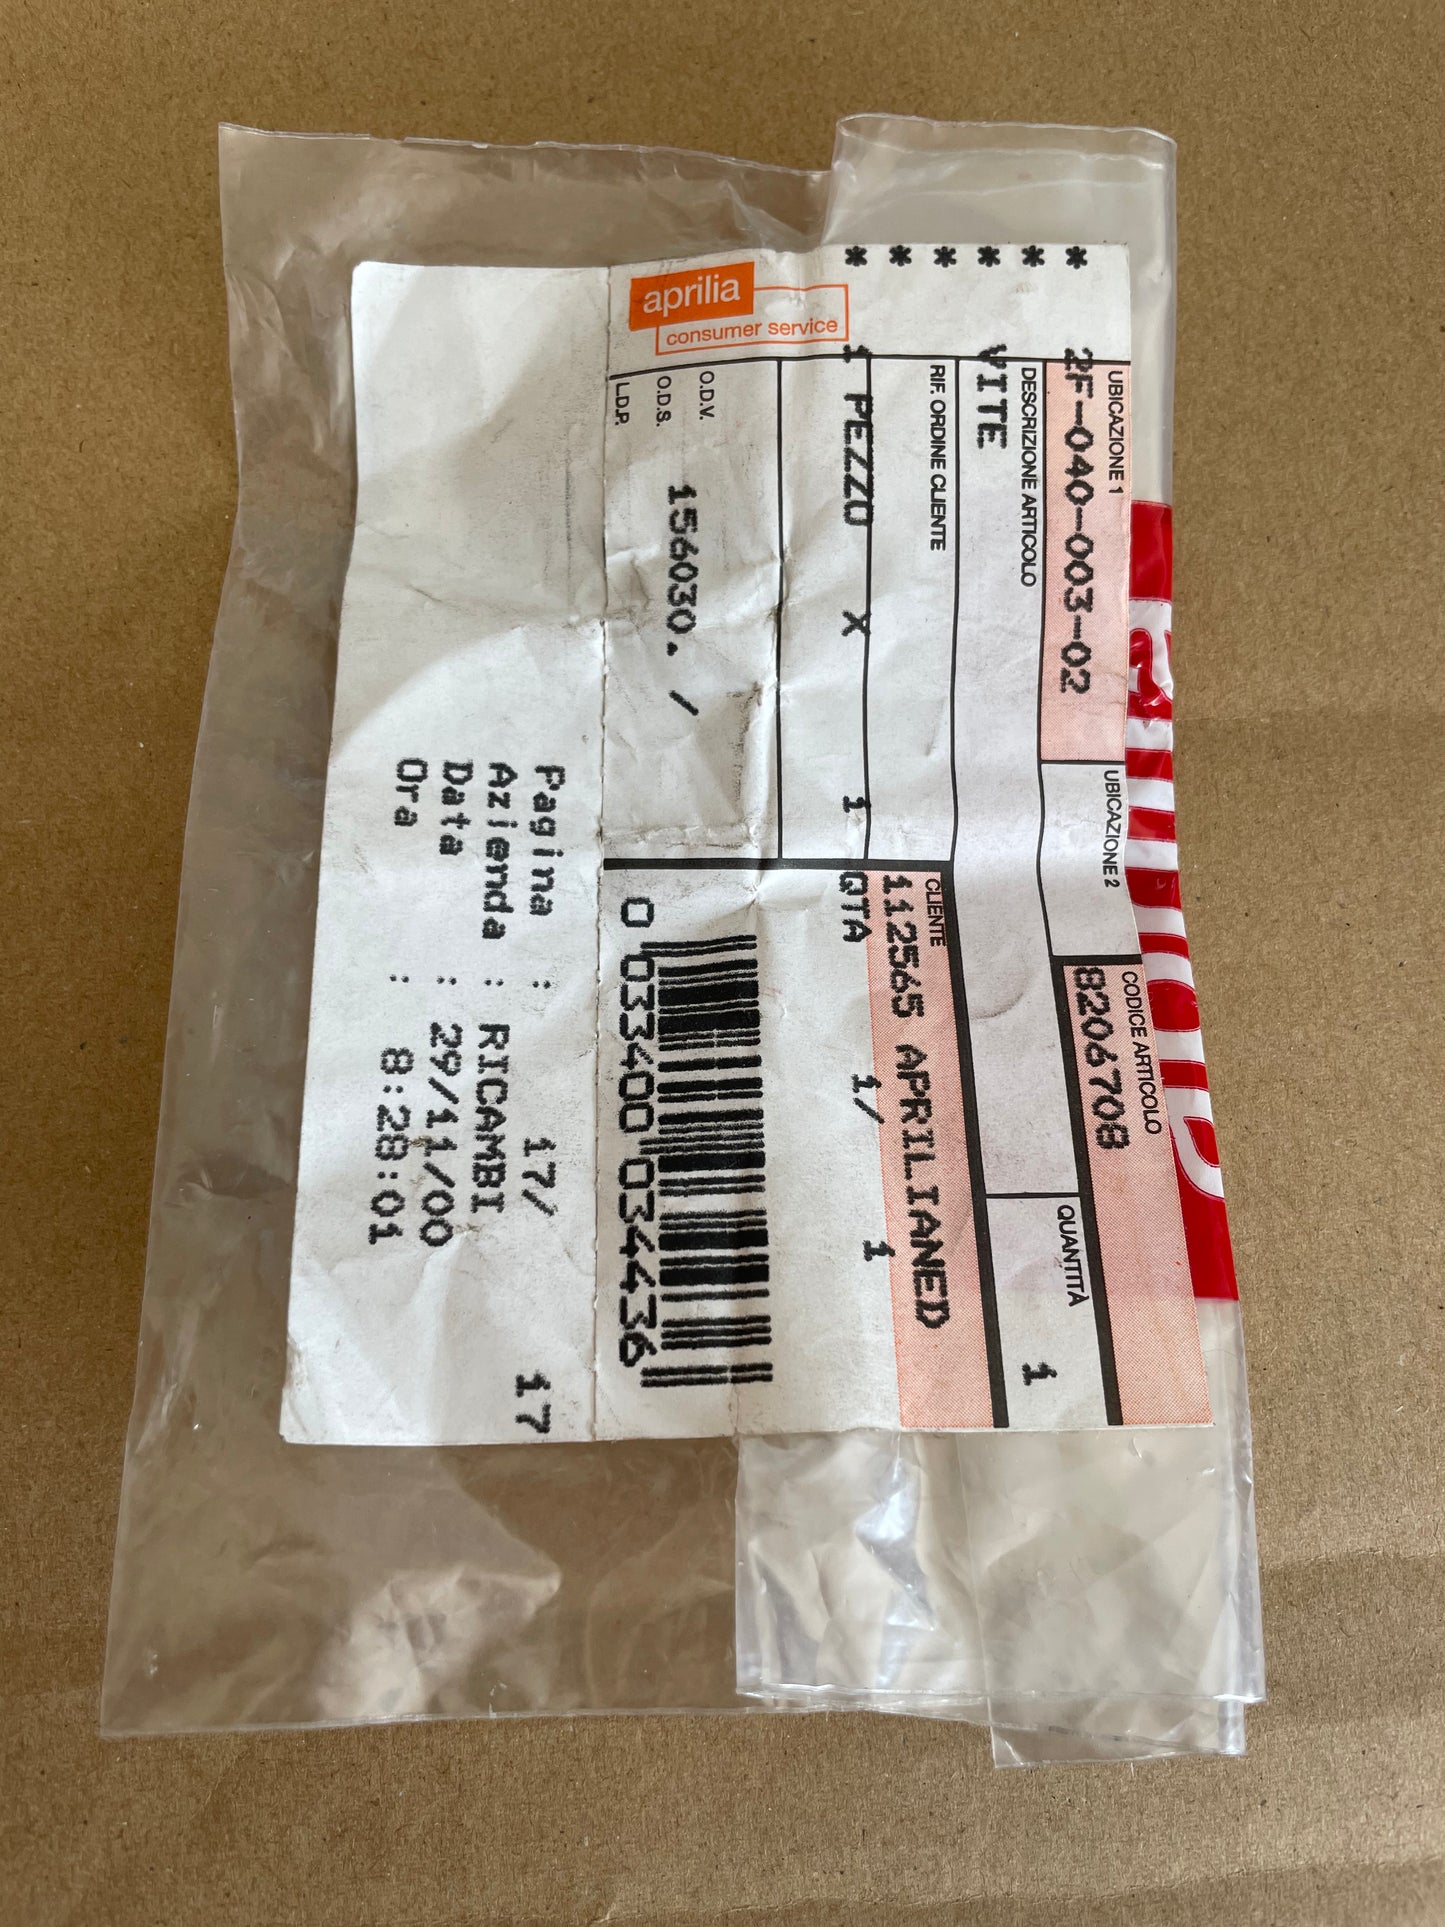 aprilia
consumer service
* * * * * *
UBICAZIONE 1
2F-040-003-02
UBICAZIONE 2
CODICE ARTICOLO
8206708
DESCRIZIONE ARTICOLO
VITE
QUANTITÀ
1
RIF. ORDINE CLIENTE
CLIENTE
112565 APRILIANED
1 PEZZO X 1 QTA 1/ 1
O.D.V.
O.D.S. 156030. /
L.D.P.
0 033400 034436
Pagina : 17/ 17
Azienda : RICAMBI
Data : 29/11/00
Ora : 8:28:01